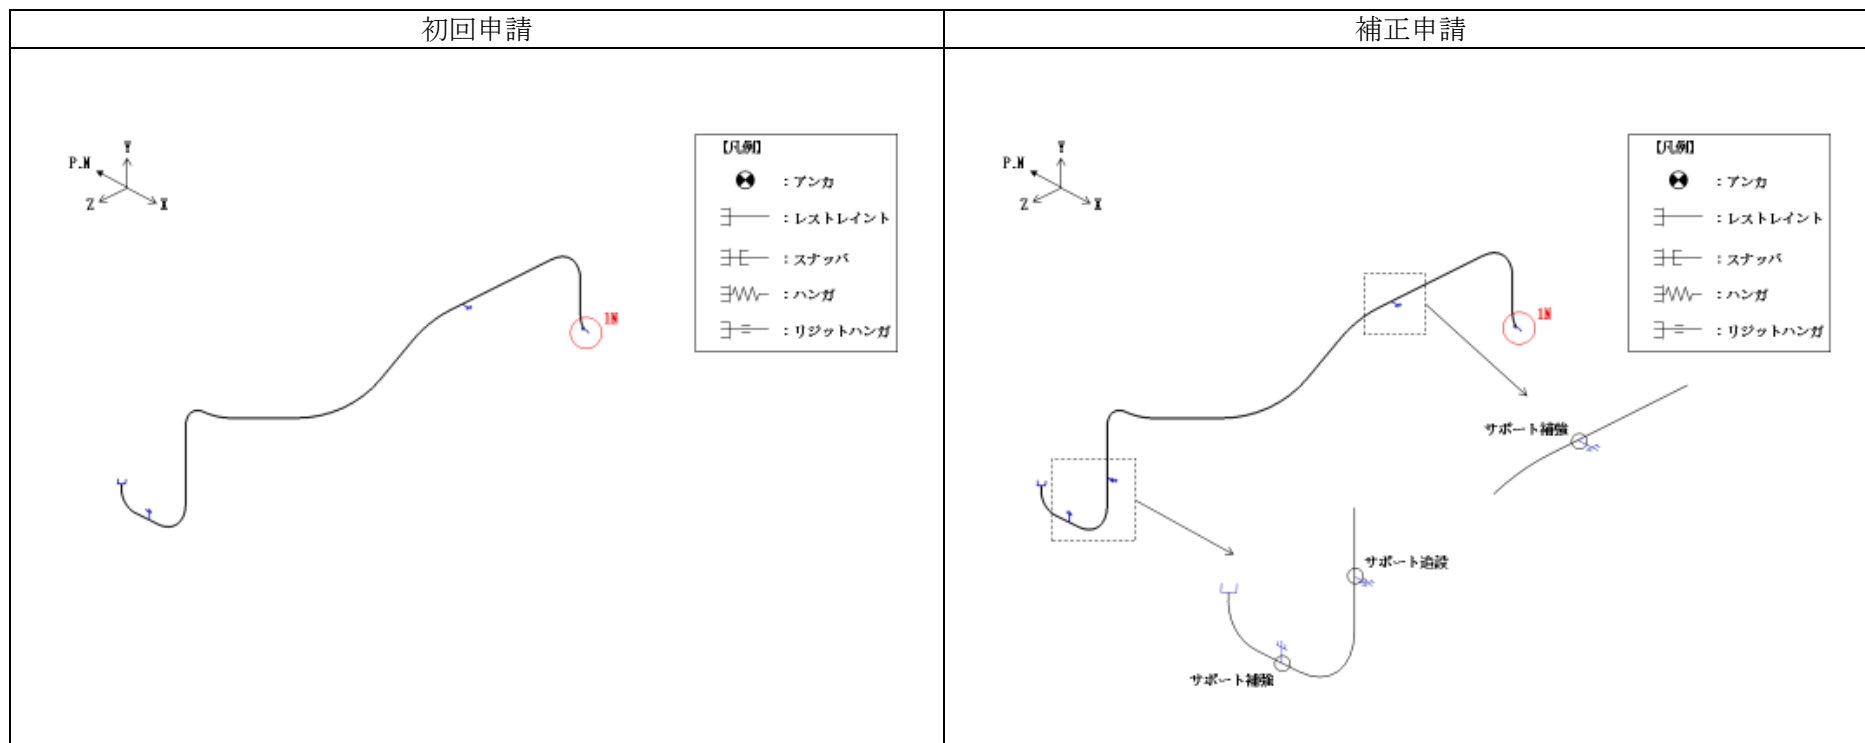 初回申請
補正申請
Y
P.N
Z
X
【凡例】
：アンカ
：レストレイント
：スナッバ
：ハンガ
：リジットハンガ
1N
Y
P.N
Z
X
【凡例】
：アンカ
：レストレイント
：スナッバ
：ハンガ
：リジットハンガ
1N
サポート補強
サポート追設
サポート補強